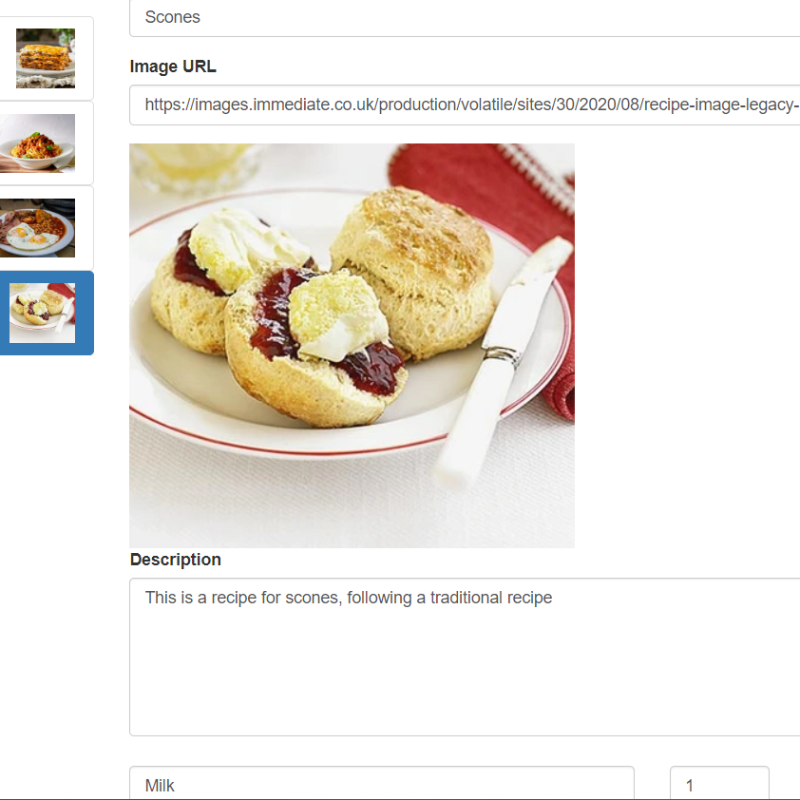 Scones
Image URL
https://images.immediate.co.uk/production/volatile/sites/30/2020/08/recipe-image-legacy-
Description
This is a recipe for scones, following a traditional recipe
Milk 1